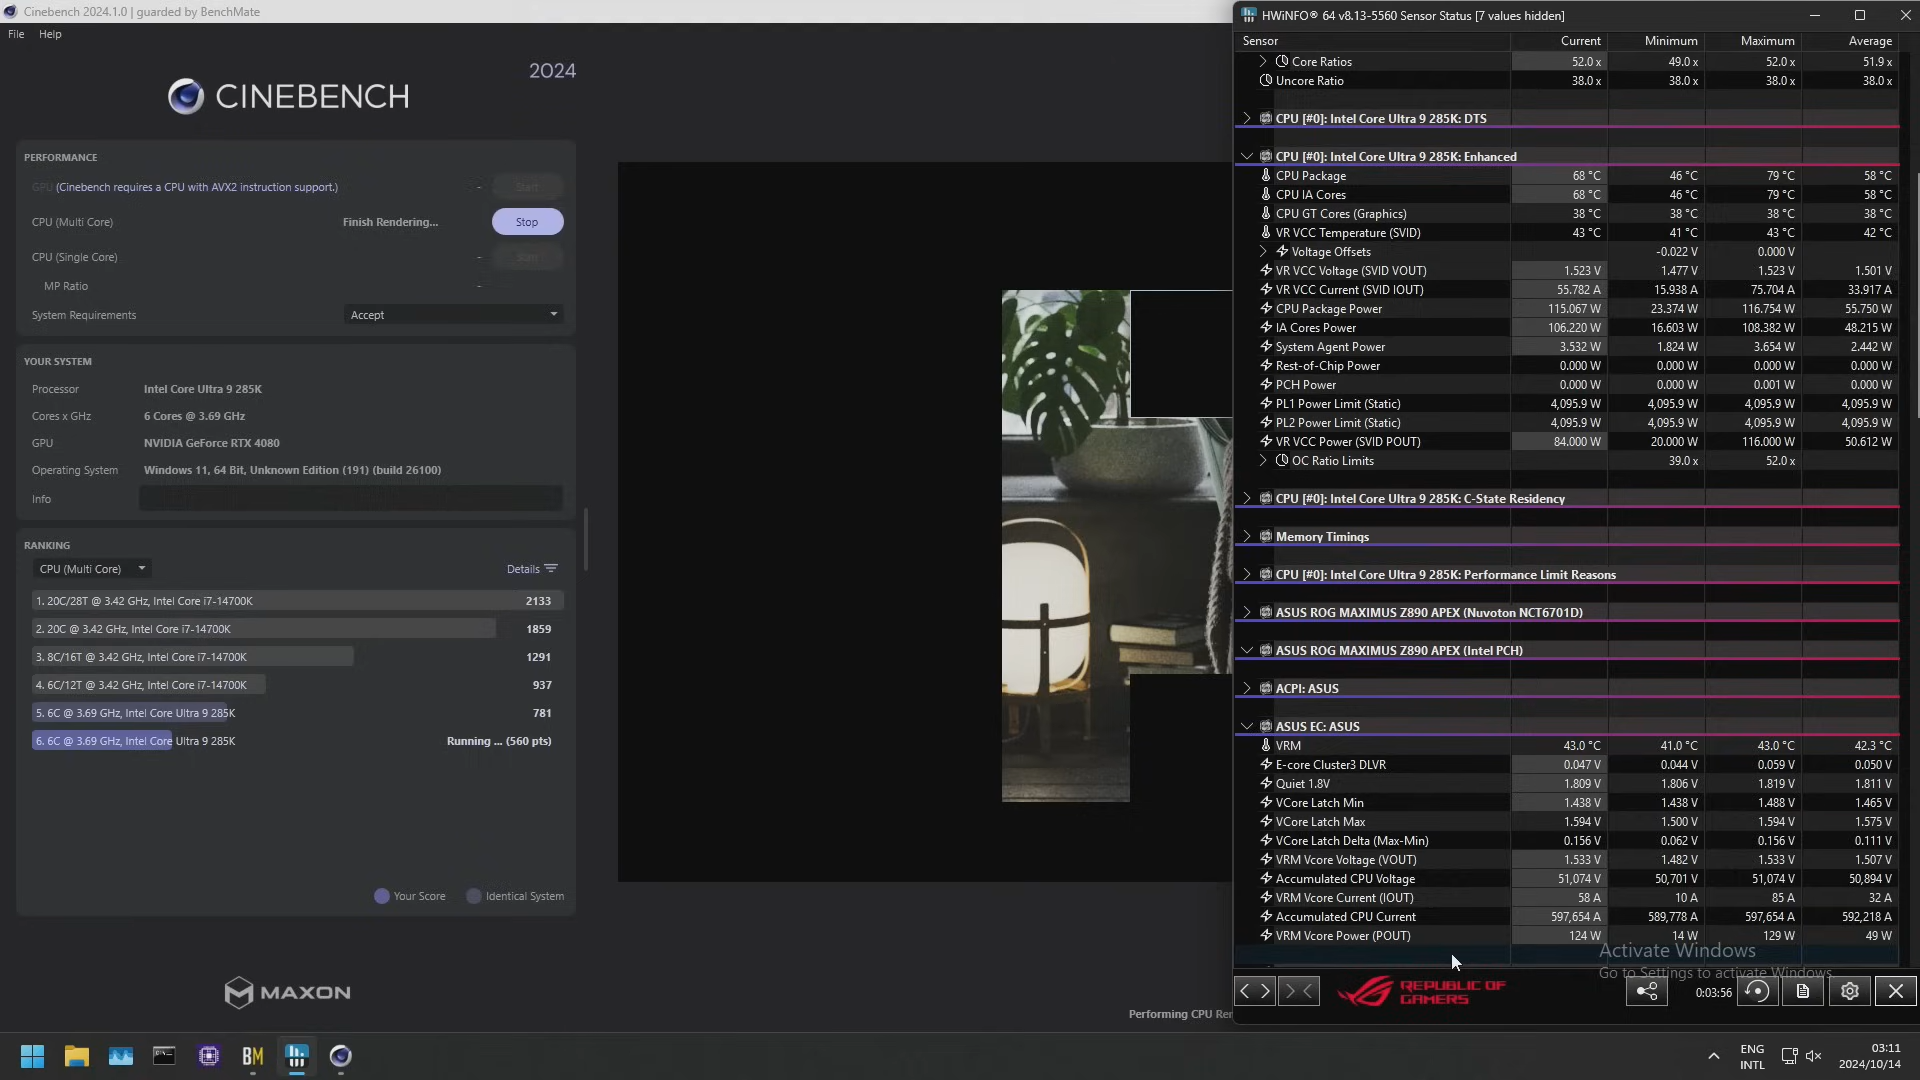 Cinebench 2024.1.0 | guarded by BenchMate
File Help
CINEBENCH
2024
PERFORMANCE
GPU (Cinebench requires a CPU with AVX2 instruction support.) - Start
CPU (Multi Core) Finish Rendering... Stop
CPU (Single Core) - Start
MP Ratio -
System Requirements Accept
YOUR SYSTEM
Processor Intel Core Ultra 9 285K
Cores x GHz 6 Cores @ 3.69 GHz
GPU NVIDIA GeForce RTX 4080
Operating System Windows 11, 64 Bit, Unknown Edition (191) (build 26100)
Info
RANKING
CPU (Multi Core) Details
1. 20C/28T @ 3.42 GHz, Intel Core i7-14700K 2133
2. 20C @ 3.42 GHz, Intel Core i7-14700K 1859
3. 8C/16T @ 3.42 GHz, Intel Core i7-14700K 1291
4. 6C/12T @ 3.42 GHz, Intel Core i7-14700K 937
5. 6C @ 3.69 GHz, Intel Core Ultra 9 285K 781
6. 6C @ 3.69 GHz, Intel Core Ultra 9 285K Running ... (560 pts)
Your Score Identical System
MAXON
Performing CPU Ren
HWiNFO® 64 v8.13-5560 Sensor Status [7 values hidden]
Sensor Current Minimum Maximum Average
Core Ratios 52.0 x 49.0 x 52.0 x 51.9 x
Uncore Ratio 38.0 x 38.0 x 38.0 x 38.0 x
CPU [#0]: Intel Core Ultra 9 285K: DTS
CPU [#0]: Intel Core Ultra 9 285K: Enhanced
CPU Package 68 °C 46 °C 79 °C 58 °C
CPU IA Cores 68 °C 46 °C 79 °C 58 °C
CPU GT Cores (Graphics) 38 °C 38 °C 38 °C 38 °C
VR VCC Temperature (SVID) 43 °C 41 °C 43 °C 42 °C
Voltage Offsets -0.022 V 0.000 V
VR VCC Voltage (SVID VOUT) 1.523 V 1.477 V 1.523 V 1.501 V
VR VCC Current (SVID IOUT) 55.782 A 15.938 A 75.704 A 33.917 A
CPU Package Power 115.067 W 23.374 W 116.754 W 55.750 W
IA Cores Power 106.220 W 16.603 W 108.382 W 48.215 W
System Agent Power 3.532 W 1.824 W 3.654 W 2.442 W
Rest-of-Chip Power 0.000 W 0.000 W 0.000 W 0.000 W
PCH Power 0.000 W 0.000 W 0.001 W 0.000 W
PL1 Power Limit (Static) 4,095.9 W 4,095.9 W 4,095.9 W 4,095.9 W
PL2 Power Limit (Static) 4,095.9 W 4,095.9 W 4,095.9 W 4,095.9 W
VR VCC Power (SVID POUT) 84.000 W 20.000 W 116.000 W 50.612 W
OC Ratio Limits 39.0 x 52.0 x
CPU [#0]: Intel Core Ultra 9 285K: C-State Residency
Memory Timings
CPU [#0]: Intel Core Ultra 9 285K: Performance Limit Reasons
ASUS ROG MAXIMUS Z890 APEX (Nuvoton NCT6701D)
ASUS ROG MAXIMUS Z890 APEX (Intel PCH)
ACPI: ASUS
ASUS EC: ASUS
VRM 43.0 °C 41.0 °C 43.0 °C 42.3 °C
E-core Cluster3 DLVR 0.047 V 0.044 V 0.059 V 0.050 V
Quiet 1.8V 1.809 V 1.806 V 1.819 V 1.811 V
VCore Latch Min 1.438 V 1.438 V 1.488 V 1.465 V
VCore Latch Max 1.594 V 1.500 V 1.594 V 1.575 V
VCore Latch Delta (Max-Min) 0.156 V 0.062 V 0.156 V 0.111 V
VRM Vcore Voltage (VOUT) 1.533 V 1.482 V 1.533 V 1.507 V
Accumulated CPU Voltage 51,074 V 50,701 V 51,074 V 50,894 V
VRM Vcore Current (IOUT) 58 A 10 A 85 A 32 A
Accumulated CPU Current 597,654 A 589,778 A 597,654 A 592,218 A
VRM Vcore Power (POUT) 124 W 14 W 129 W 49 W
Activate Windows
Go to Settings to activate Windows.
REPUBLIC OF
GAMERS
0:03:56
BM
ENG
INTL
03:11
2024/10/14